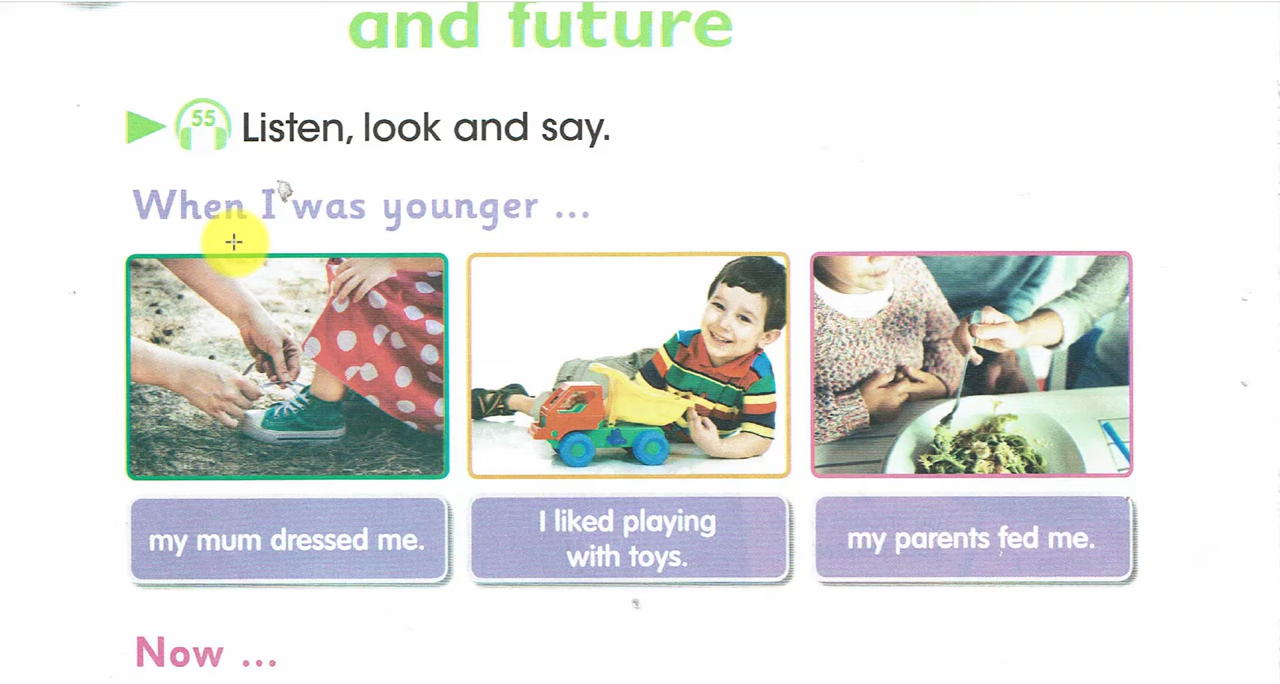 and future
55 Listen, look and say.
When I was younger ...
my mum dressed me.
I liked playing
with toys.
my parents fed me.
Now ...